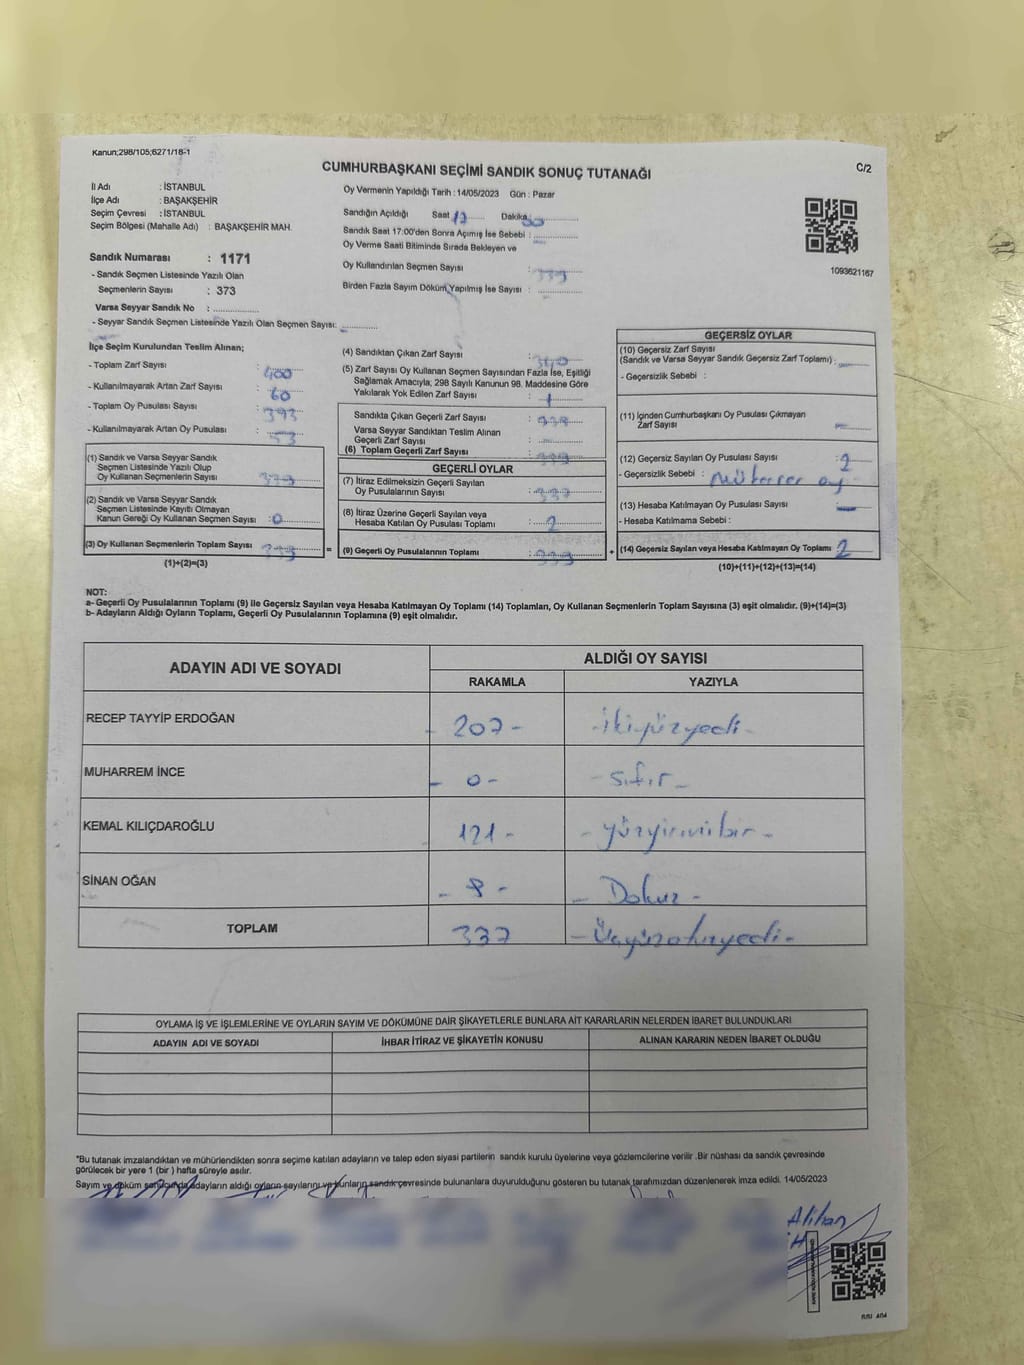 Kanun;298/105;6271/18-1
CUMHURBAŞKANI SEÇİMİ SANDIK SONUÇ TUTANAĞI
C/2
İl Adı : İSTANBUL
İlçe Adı : BAŞAKŞEHİR
Seçim Çevresi : İSTANBUL
Seçim Bölgesi (Mahalle Adı) : BAŞAKŞEHİR MAH.
Oy Vermenin Yapıldığı Tarih : 14/05/2023 Gün : Pazar
Sandığın Açıldığı Saat 17 Dakika
Sandık Saat 17:00'den Sonra Açımış İse Sebebi :
Oy Verme Saati Bitiminde Sırada Bekleyen ve
Oy Kullandırılan Seçmen Sayısı :
Birden Fazla Sayım Döküm Yapılmış İse Sayısı :
1093621167
Sandık Numarası : 1171
- Sandık Seçmen Listesinde Yazılı Olan
Seçmenlerin Sayısı : 373
Varsa Seyyar Sandık No :
- Seyyar Sandık Seçmen Listesinde Yazılı Olan Seçmen Sayısı:
İlçe Seçim Kurulundan Teslim Alınan;
- Toplam Zarf Sayısı : 400
- Kullanılmayarak Artan Zarf Sayısı : 60
- Toplam Oy Pusulası Sayısı : 393
- Kullanılmayarak Artan Oy Pusulası : 53
(1) Sandık ve Varsa Seyyar Sandık
Seçmen Listesinde Yazılı Olup
Oy Kullanan Seçmenlerin Sayısı :
(2) Sandık ve Varsa Seyyar Sandık
Seçmen Listesinde Kayıtlı Olmayan
Kanun Gereği Oy Kullanan Seçmen Sayısı : 0
(3) Oy Kullanan Seçmenlerin Toplam Sayısı
(1)+(2)=(3)
(4) Sandıktan Çıkan Zarf Sayısı : 340
(5) Zarf Sayısı Oy Kullanan Seçmen Sayısından Fazla İse, Eşitliği
Sağlamak Amacıyla; 298 Sayılı Kanunun 98. Maddesine Göre
Yakılarak Yok Edilen Zarf Sayısı : 1
Sandıkta Çıkan Geçerli Zarf Sayısı :
Varsa Seyyar Sandıktan Teslim Alınan
Geçerli Zarf Sayısı :
(6) Toplam Geçerli Zarf Sayısı :
GEÇERLİ OYLAR
(7) İtiraz Edilmeksizin Geçerli Sayılan
Oy Pusulalarının Sayısı : 337
(8) İtiraz Üzerine Geçerli Sayılan veya
Hesaba Katılan Oy Pusulası Toplamı : 2
= (9) Geçerli Oy Pusulalarının Toplamı :
GEÇERSİZ OYLAR
(10) Geçersiz Zarf Sayısı
(Sandık ve Varsa Seyyar Sandık Geçersiz Zarf Toplamı) :
- Geçersizlik Sebebi :
(11) İçinden Cumhurbaşkanı Oy Pusulası Çıkmayan
Zarf Sayısı :
(12) Geçersiz Sayılan Oy Pusulası Sayısı : 2
- Geçersizlik Sebebi : mükerrer oy
(13) Hesaba Katılmayan Oy Pusulası Sayısı : -
- Hesaba Katılmama Sebebi :
+ (14) Geçersiz Sayılan veya Hesaba Katılmayan Oy Toplamı : 2
(10)+(11)+(12)+(13)=(14)
NOT:
a- Geçerli Oy Pusulalarının Toplamı (9) ile Geçersiz Sayılan veya Hesaba Katılmayan Oy Toplamı (14) Toplamları, Oy Kullanan Seçmenlerin Toplam Sayısına (3) eşit olmalıdır. (9)+(14)=(3)
b- Adayların Aldığı Oyların Toplamı, Geçerli Oy Pusulalarının Toplamına (9) eşit olmalıdır.
ADAYIN ADI VE SOYADI
ALDIĞI OY SAYISI
RAKAMLA YAZIYLA
RECEP TAYYİP ERDOĞAN - 207 - - İkiyüzyedi -
MUHARREM İNCE - 0 - - sıfır -
KEMAL KILIÇDAROĞLU 121 - - yüzyirmibir -
SİNAN OĞAN - 9 - - Dokuz -
TOPLAM 337 - Üçyüzotuzyedi -
OYLAMA İŞ VE İŞLEMLERİNE VE OYLARIN SAYIM VE DÖKÜMÜNE DAİR ŞİKAYETLERLE BUNLARA AİT KARARLARIN NELERDEN İBARET BULUNDUKLARI
ADAYIN ADI VE SOYADI İHBAR İTİRAZ VE ŞİKAYETİN KONUSU ALINAN KARARIN NEDEN İBARET OLDUĞU
*Bu tutanak imzalandıktan ve mühürlendikten sonra seçime katılan adayların ve talep eden siyasi partilerin sandık kurulu üyelerine veya gözlemcilerine verilir .Bir nüshası da sandık çevresinde
görülecek bir yere 1 (bir ) hafta süreyle asılır.
Sayım ve döküm sonucunda adayların aldığı oyların sayılarını ve bunların sandık çevresinde bulunanlara duyurulduğunu gösteren bu tutanak tarafımızdan düzenlenerek imza edildi. 14/05/2023
Alihan